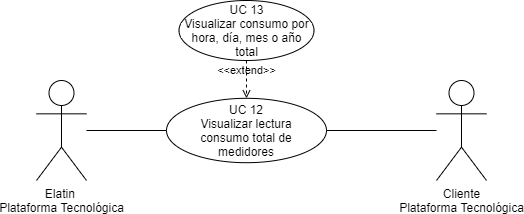 UC 13
Visualizar consumo por
hora, día, mes o año
total
<<extend>>
UC 12
Visualizar lectura
consumo total de
medidores
Elatin
Plataforma Tecnológica
Cliente
Plataforma Tecnológica